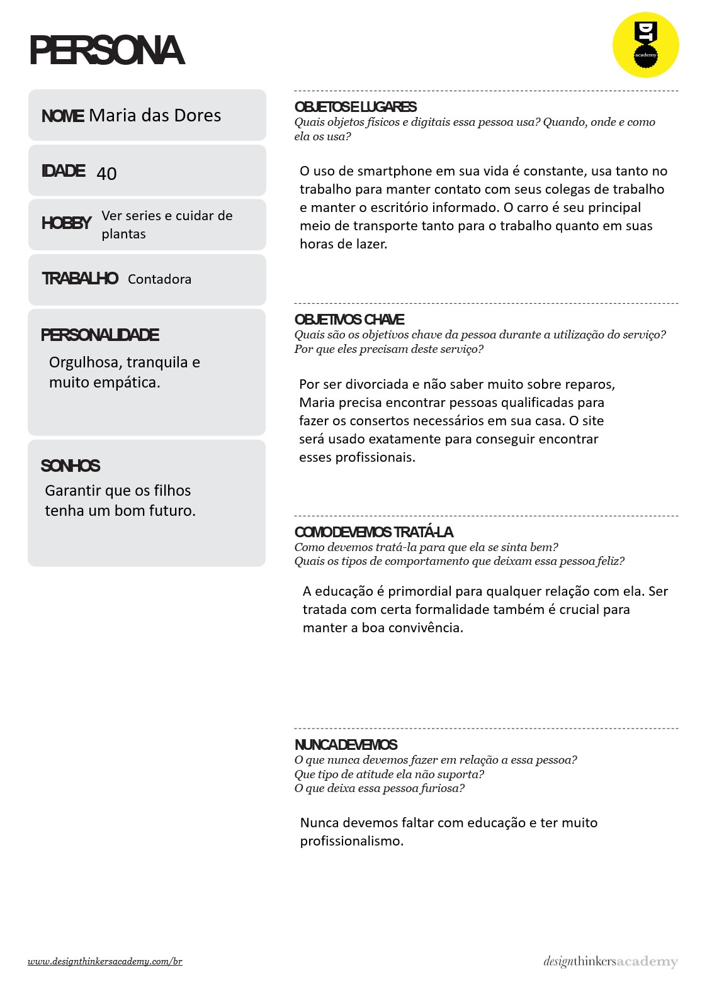 PERSONA
DT
academy
NOME Maria das Dores
IDADE 40
HOBBY Ver series e cuidar de
plantas
TRABALHO Contadora
PERSONALIDADE
Orgulhosa, tranquila e
muito empática.
SONHOS
Garantir que os filhos
tenha um bom futuro.
OBJETOS E LUGARES
Quais objetos físicos e digitais essa pessoa usa? Quando, onde e como
ela os usa?
O uso de smartphone em sua vida é constante, usa tanto no
trabalho para manter contato com seus colegas de trabalho
e manter o escritório informado. O carro é seu principal
meio de transporte tanto para o trabalho quanto em suas
horas de lazer.
OBJETIVOS CHAVE
Quais são os objetivos chave da pessoa durante a utilização do serviço?
Por que eles precisam deste serviço?
Por ser divorciada e não saber muito sobre reparos,
Maria precisa encontrar pessoas qualificadas para
fazer os consertos necessários em sua casa. O site
será usado exatamente para conseguir encontrar
esses profissionais.
COMO DEVEMOS TRATÁ-LA
Como devemos tratá-la para que ela se sinta bem?
Quais os tipos de comportamento que deixam essa pessoa feliz?
A educação é primordial para qualquer relação com ela. Ser
tratada com certa formalidade também é crucial para
manter a boa convivência.
NUNCA DEVEMOS
O que nunca devemos fazer em relação a essa pessoa?
Que tipo de atitude ela não suporta?
O que deixa essa pessoa furiosa?
Nunca devemos faltar com educação e ter muito
profissionalismo.
www.designthinkersacademy.com/br
designthinkersacademy